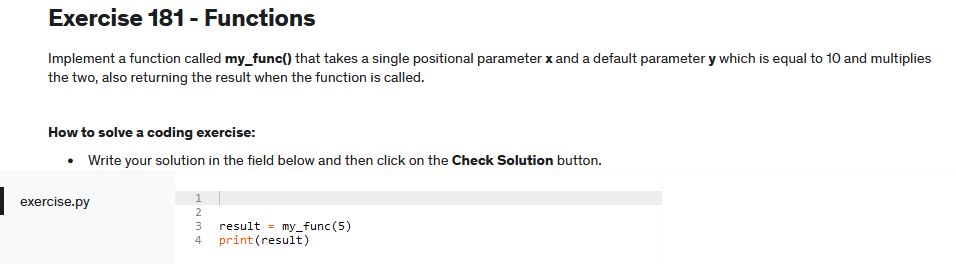 Exercise 181 - Functions
Implement a function called my_func() that takes a single positional parameter x and a default parameter y which is equal to 10 and multiplies
the two, also returning the result when the function is called.
How to solve a coding exercise:
• Write your solution in the field below and then click on the Check Solution button.
exercise.py
1
2
3 result = my_func(5)
4 print(result)